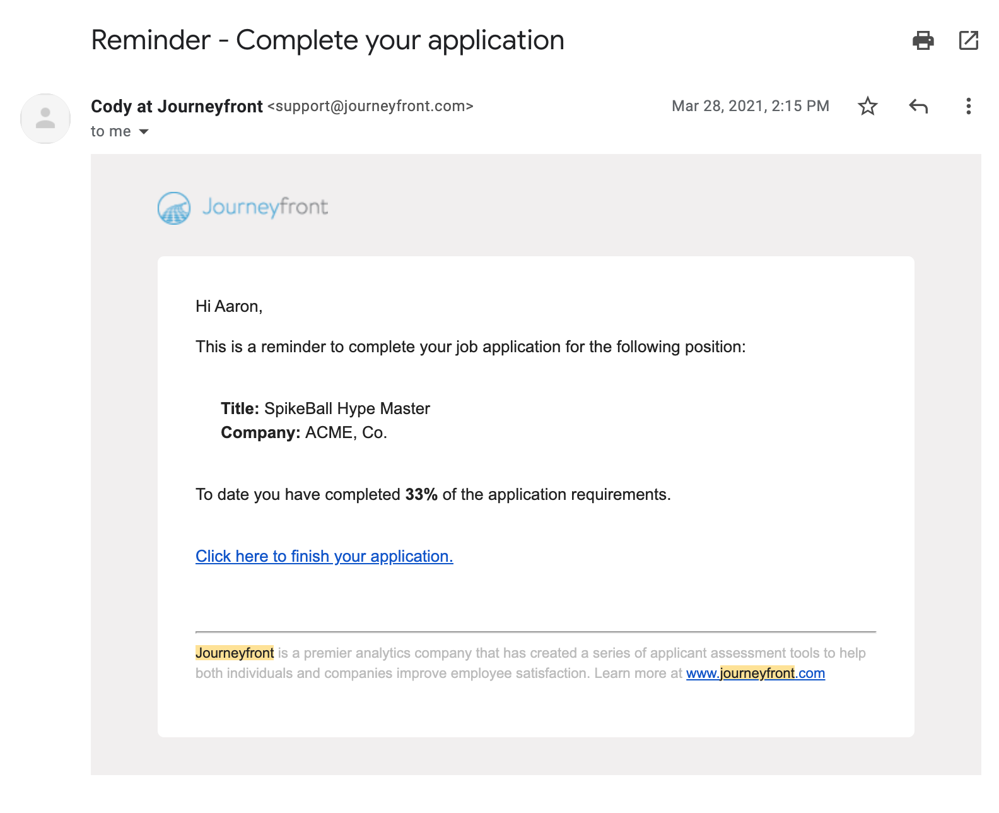 Reminder - Complete your application
Cody at Journeyfront <support@journeyfront.com>
Mar 28, 2021, 2:15 PM
to me
Journeyfront
Hi Aaron,
This is a reminder to complete your job application for the following position:
Title: SpikeBall Hype Master
Company: ACME, Co.
To date you have completed 33% of the application requirements.
Click here to finish your application.
Journeyfront is a premier analytics company that has created a series of applicant assessment tools to help
both individuals and companies improve employee satisfaction. Learn more at www.journeyfront.com